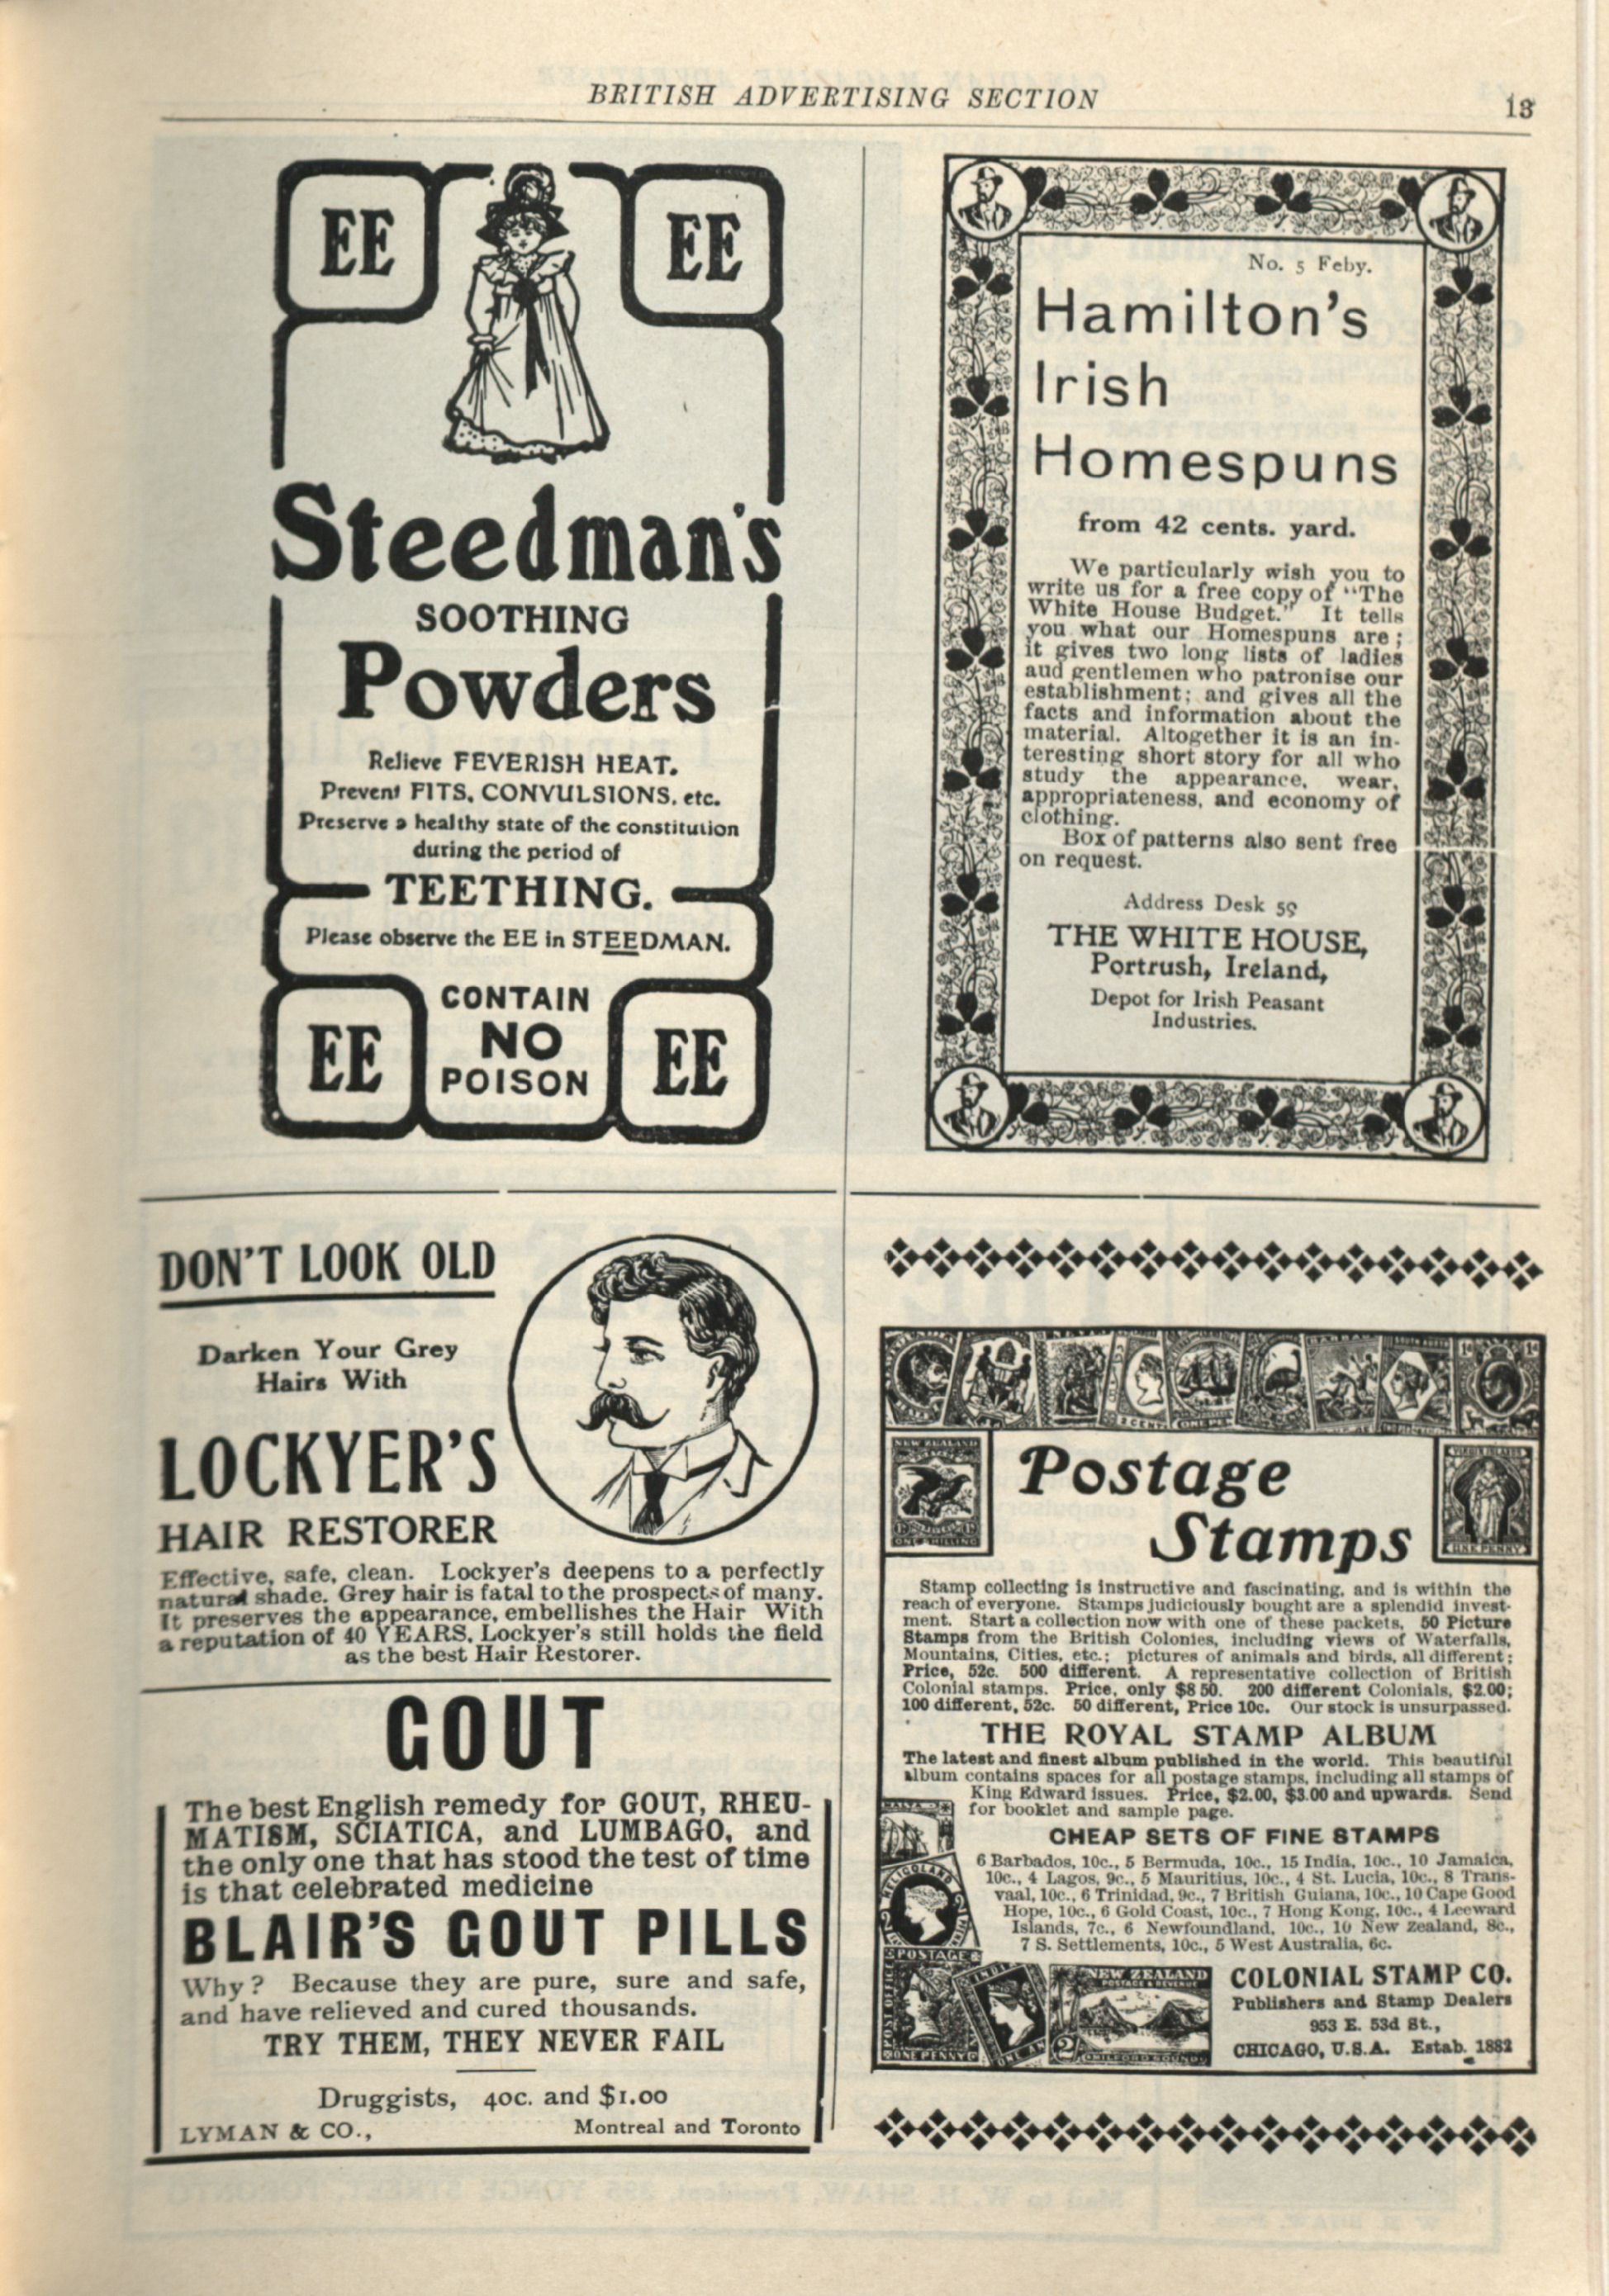 BRITISH ADVERTISING SECTION
13
EE
EE
Steedman's
SOOTHING
Powders
Relieve FEVERISH HEAT.
Prevent FITS, CONVULSIONS, etc.
Preserve a healthy state of the constitution
during the period of
TEETHING.
Please observe the EE in STEEDMAN.
EE
CONTAIN
NO
POISON
EE
No. 5 Feby.
Hamilton's
Irish
Homespuns
from 42 cents. yard.
We particularly wish you to
write us for a free copy of "The
White House Budget." It tells
you what our Homespuns are;
it gives two long lists of ladies
aud gentlemen who patronise our
establishment; and gives all the
facts and information about the
material. Altogether it is an in-
teresting short story for all who
study the appearance, wear,
appropriateness, and economy of
clothing.
Box of patterns also sent free
on request.
Address Desk 59
THE WHITE HOUSE,
Portrush, Ireland,
Depot for Irish Peasant
Industries.
DON'T LOOK OLD
Darken Your Grey
Hairs With
LOCKYER'S
HAIR RESTORER
Effective, safe, clean. Lockyer's deepens to a perfectly
natural shade. Grey hair is fatal to the prospects of many.
It preserves the appearance, embellishes the Hair With
a reputation of 40 YEARS, Lockyer's still holds the field
as the best Hair Restorer.
GOUT
The best English remedy for GOUT, RHEU-
MATISM, SCIATICA, and LUMBAGO, and
the only one that has stood the test of time
is that celebrated medicine
BLAIR'S GOUT PILLS
Why? Because they are pure, sure and safe,
and have relieved and cured thousands.
TRY THEM, THEY NEVER FAIL
Druggists, 40c. and $1.00
LYMAN & CO., Montreal and Toronto
NEW ZEALAND
ONE SHILLING
VIRGIN ISLANDS
ONE PENNY
Postage
Stamps
Stamp collecting is instructive and fascinating, and is within the
reach of everyone. Stamps judiciously bought are a splendid invest-
ment. Start a collection now with one of these packets, 50 Picture
Stamps from the British Colonies, including views of Waterfalls,
Mountains, Cities, etc.; pictures of animals and birds, all different;
Price, 52c. 500 different. A representative collection of British
Colonial stamps. Price, only $8 50. 200 different Colonials, $2.00;
100 different, 52c. 50 different, Price 10c. Our stock is unsurpassed.
THE ROYAL STAMP ALBUM
The latest and finest album published in the world. This beautiful
album contains spaces for all postage stamps, including all stamps of
King Edward issues. Price, $2.00, $3.00 and upwards. Send
for booklet and sample page.
CHEAP SETS OF FINE STAMPS
6 Barbados, 10c., 5 Bermuda, 10c., 15 India, 10c., 10 Jamaica,
10c., 4 Lagos, 9c., 5 Mauritius, 10c., 4 St. Lucia, 10c., 8 Trans-
vaal, 10c., 6 Trinidad, 9c., 7 British Guiana, 10c., 10 Cape Good
Hope, 10c., 6 Gold Coast, 10c., 7 Hong Kong, 10c., 4 Leeward
Islands, 7c., 6 Newfoundland, 10c., 10 New Zealand, 8c.,
7 S. Settlements, 10c., 5 West Australia, 6c.
MALTA
HELIGOLAND
POSTAGE
POST OFFICE
ONE PENNY
NEW ZEALAND
POSTAGE & REVENUE
2
MILFORD SOUND
COLONIAL STAMP CO.
Publishers and Stamp Dealers
953 E. 53d St.,
CHICAGO, U.S.A. Estab. 1882